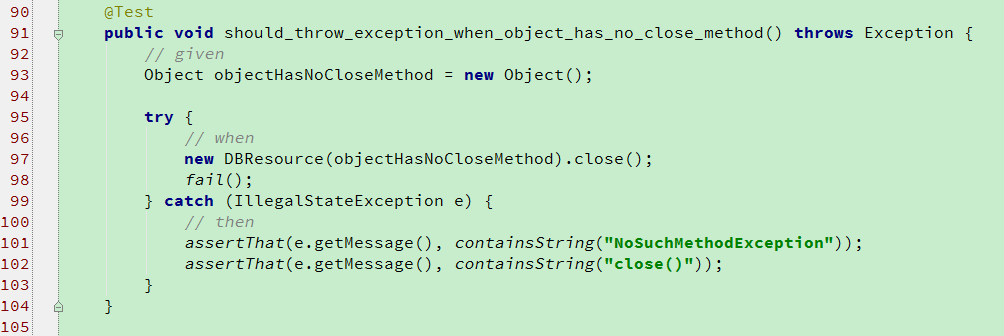 90 @Test
91 public void should_throw_exception_when_object_has_no_close_method() throws Exception {
92 // given
93 Object objectHasNoCloseMethod = new Object();
94
95 try {
96 // when
97 new DBResource(objectHasNoCloseMethod).close();
98 fail();
99 } catch (IllegalStateException e) {
100 // then
101 assertThat(e.getMessage(), containsString("NoSuchMethodException"));
102 assertThat(e.getMessage(), containsString("close()"));
103 }
104 }
105